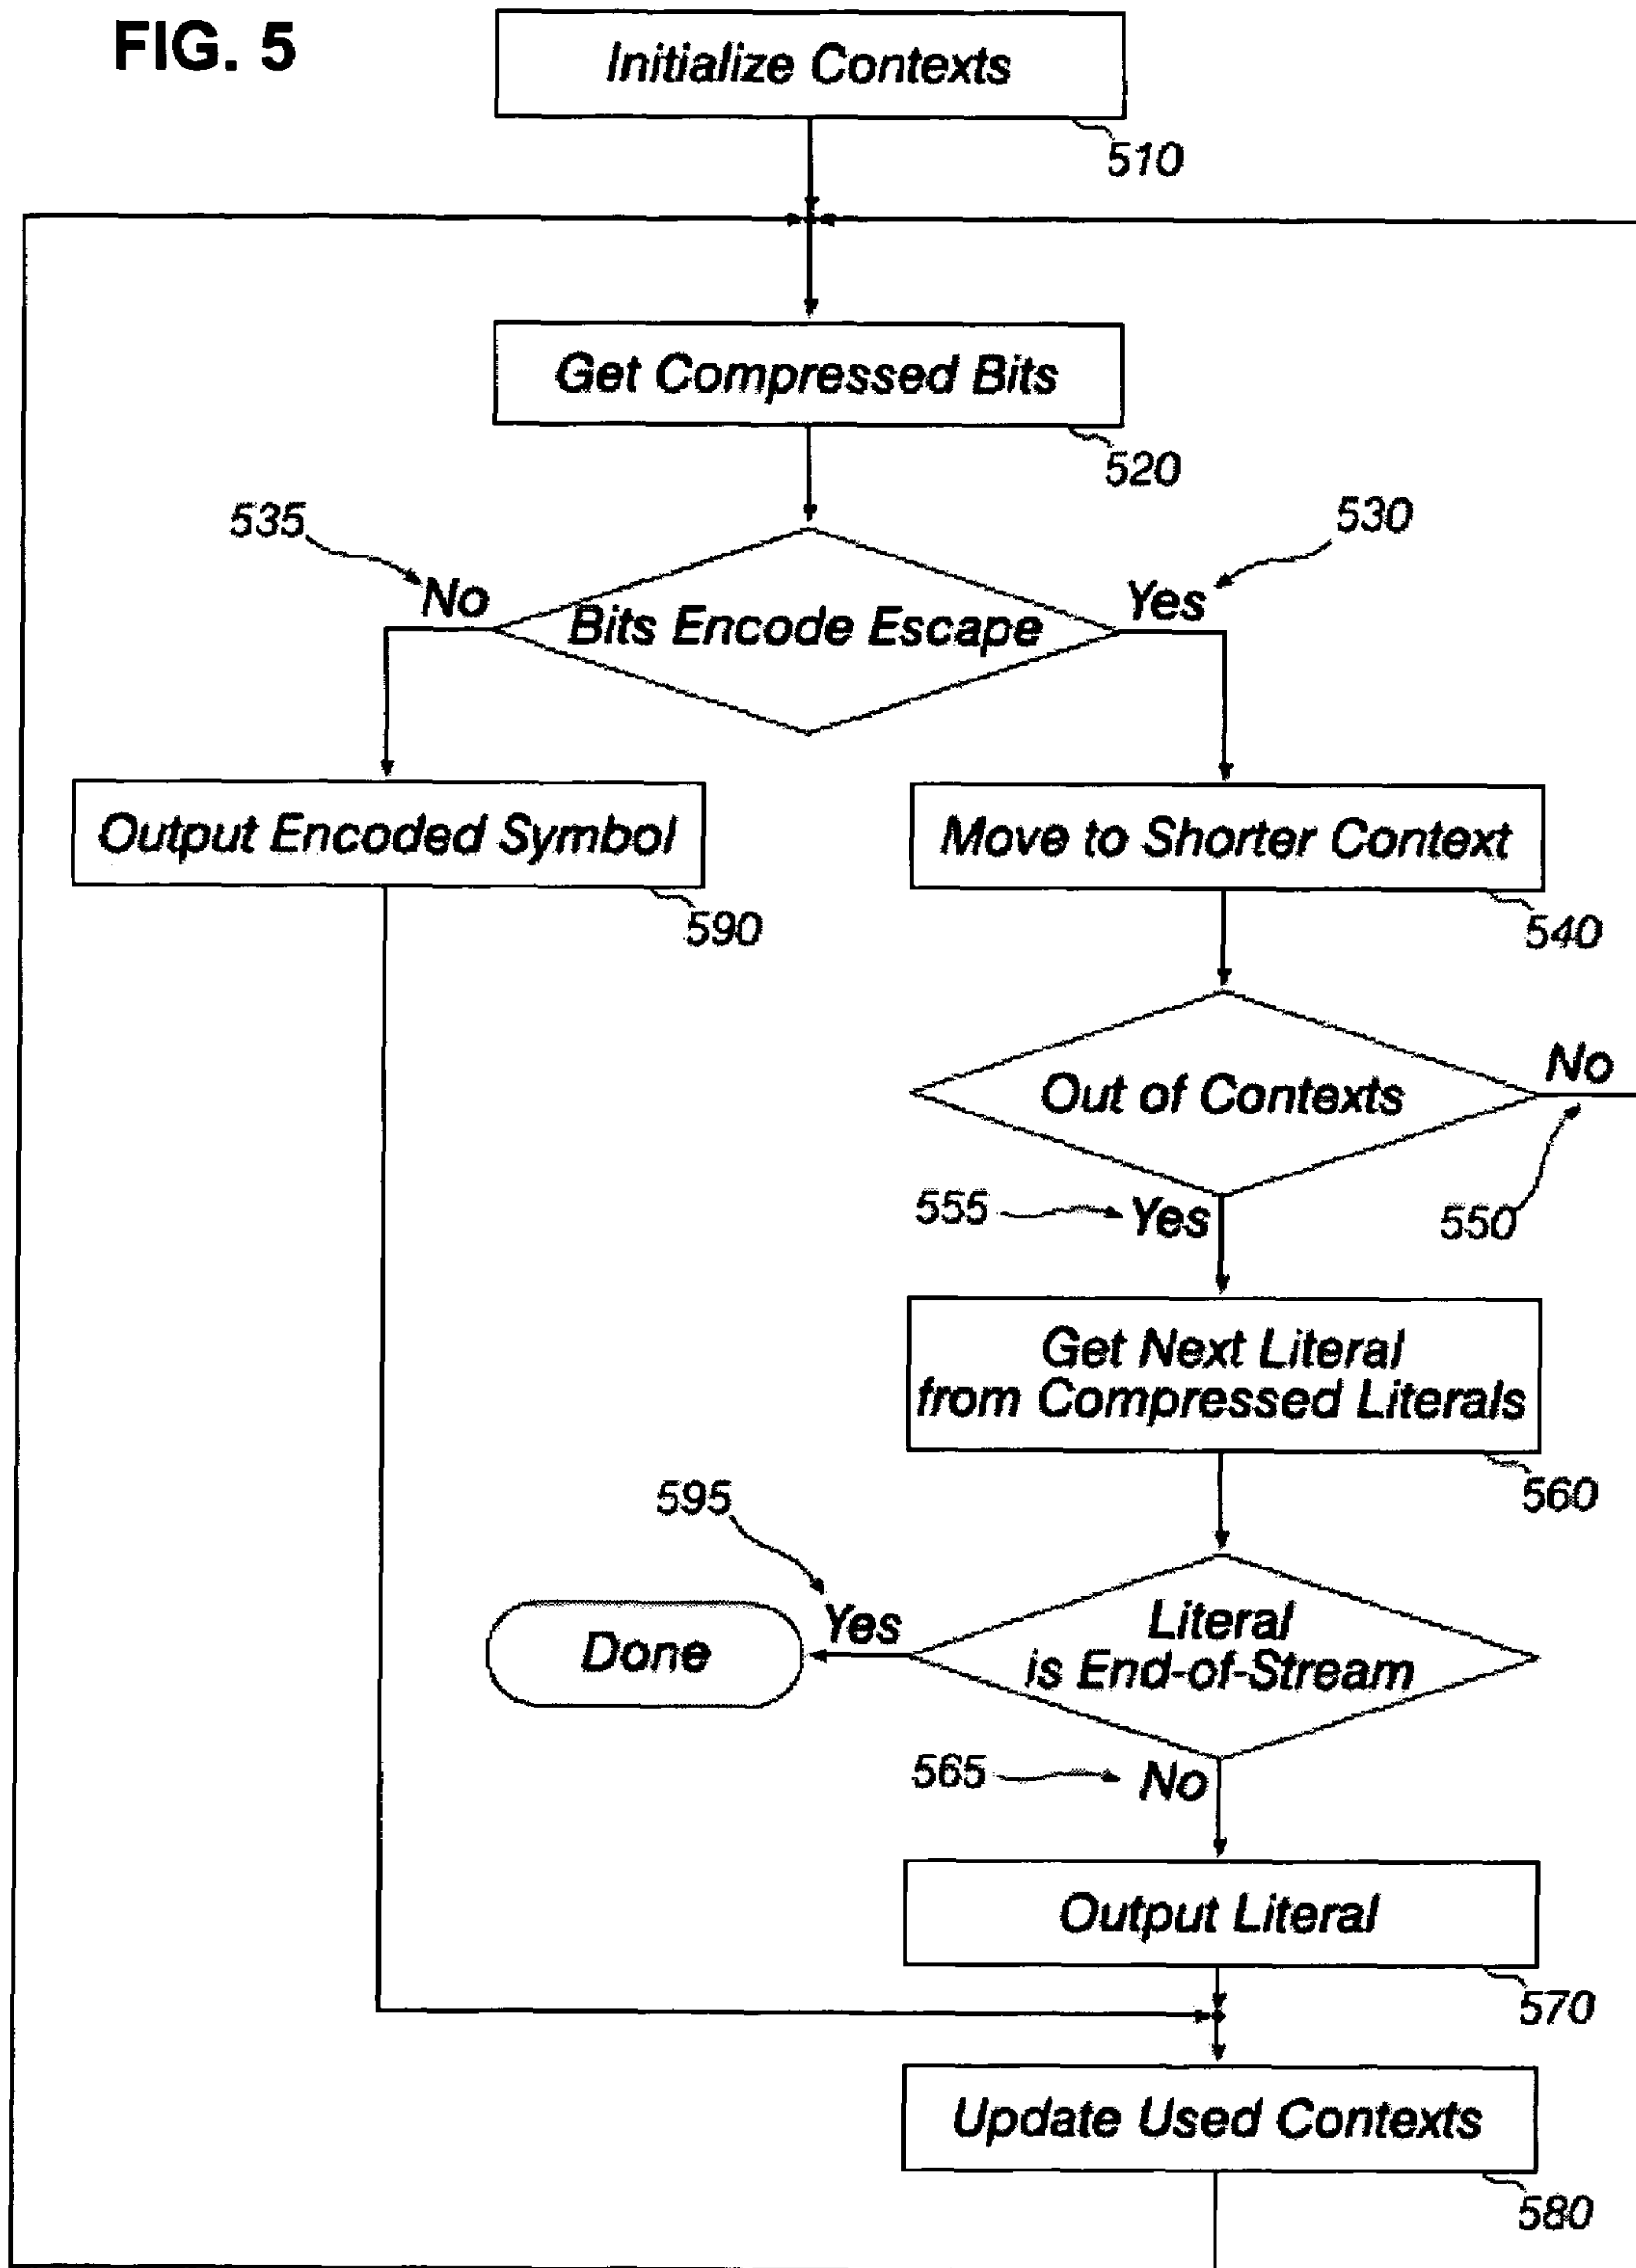 FIG. 5
Initialize Contexts
510
Get Compressed Bits
520
535
530
No
Yes
Bits Encode Escape
Output Encoded Symbol
590
Move to Shorter Context
540
Out of Contexts
No
550
555
Yes
Get Next Literal
from Compressed Literals
560
595
Yes
Done
Literal
is End-of-Stream
565
No
Output Literal
570
Update Used Contexts
580